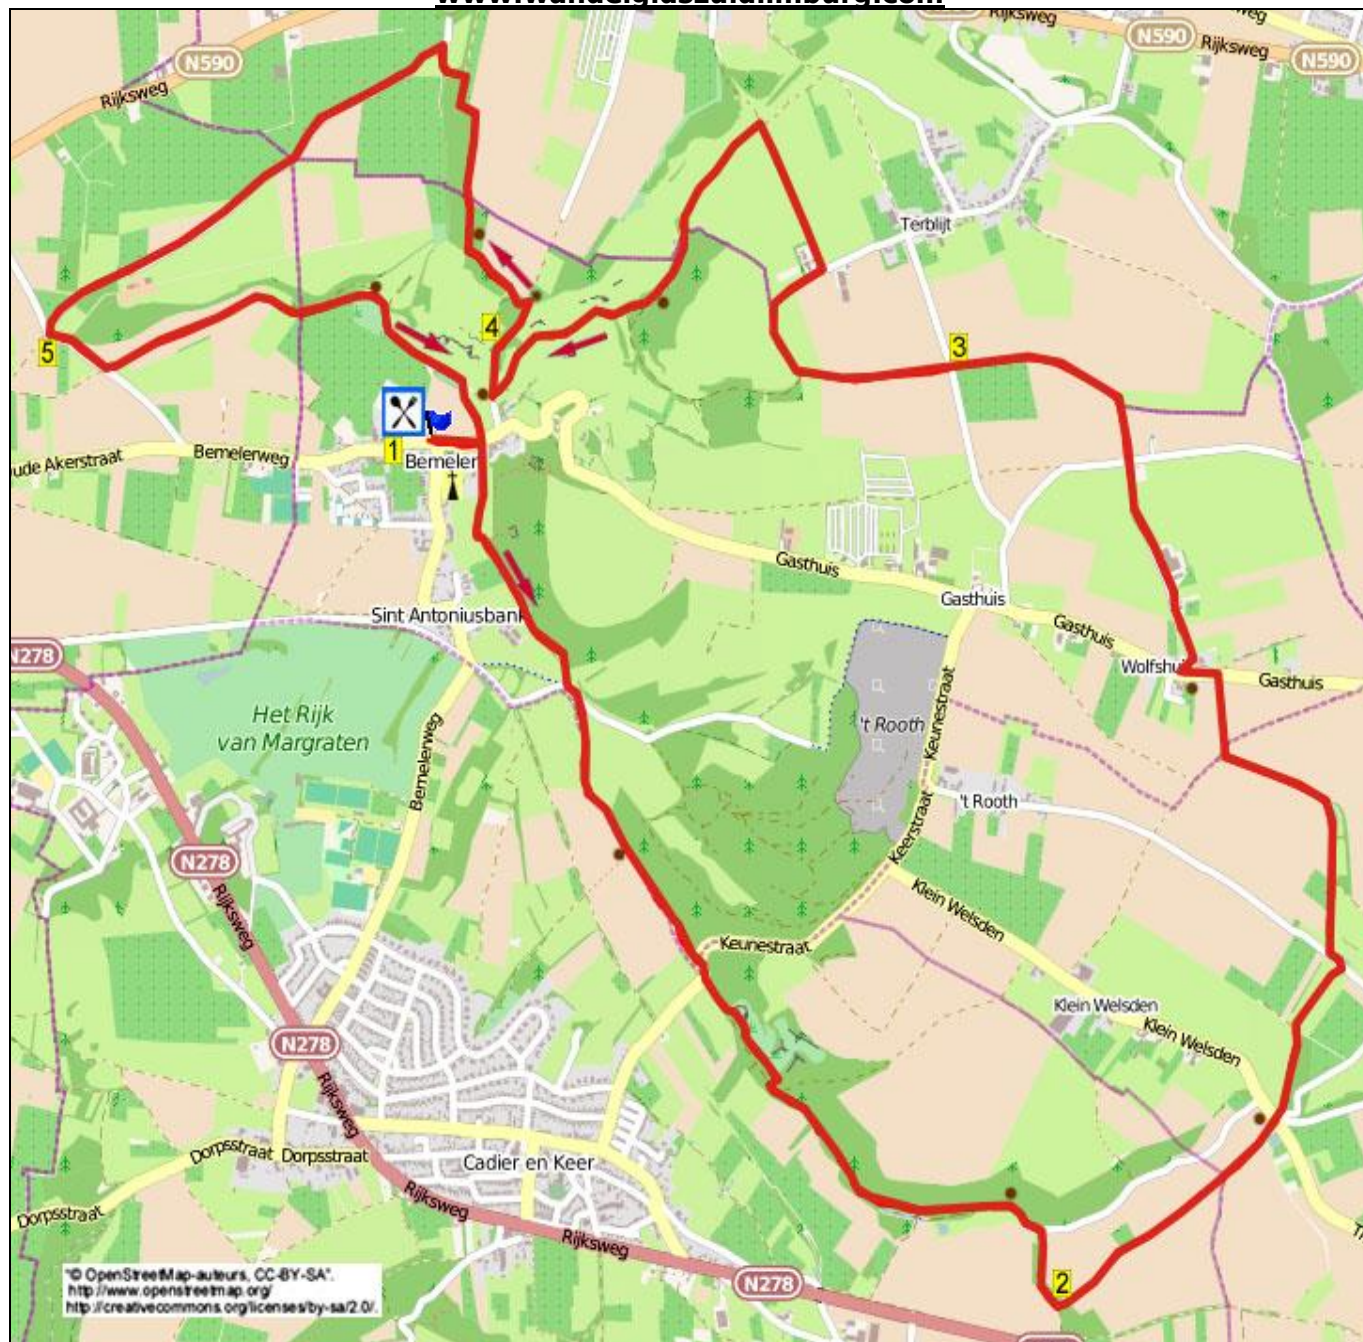 N590
Rijksweg
Rijksweg
N590
Rijksweg
N590
Terblijt
4
3
5
1
Bemelerweg
Bemelen
Gasthuis
Gasthuis
Gasthuis
Sint Antoniusbank
Wolfshuis
Gasthuis
N278
Het Rijk
van Margraten
't Rooth
Keunestraat
Bemelerweg
't Rooth
N278
Keerstraat
Rijksweg
Klein Welsden
Keunestraat
Klein Welsden
Klein Welsden
N278
Rijksweg
Dorpsstraat
Dorpsstraat
Cadier en Keer
Rijksweg
Dorpsstraat
Rijksweg
N278
2
"© OpenStreetMap-auteurs, CC-BY-SA".
http://www.openstreetmap.org/
http://creativecommons.org/licenses/by-sa/2.0/.